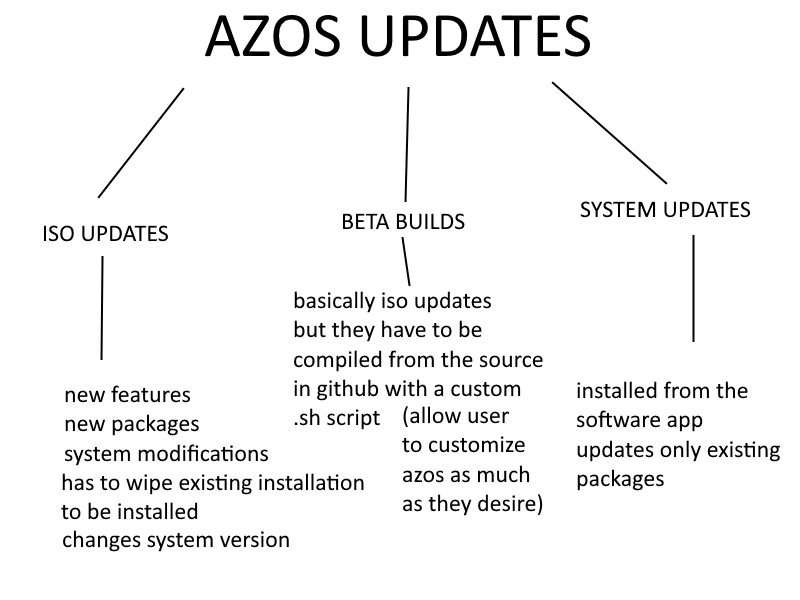 AZOS UPDATES
ISO UPDATES
new features
new packages
system modifications
has to wipe existing installation
to be installed
changes system version
BETA BUILDS
basically iso updates
but they have to be
compiled from the source
in github with a custom
.sh script
(allow user
to customize
azos as much
as they desire)
SYSTEM UPDATES
installed from the
software app
updates only existing
packages